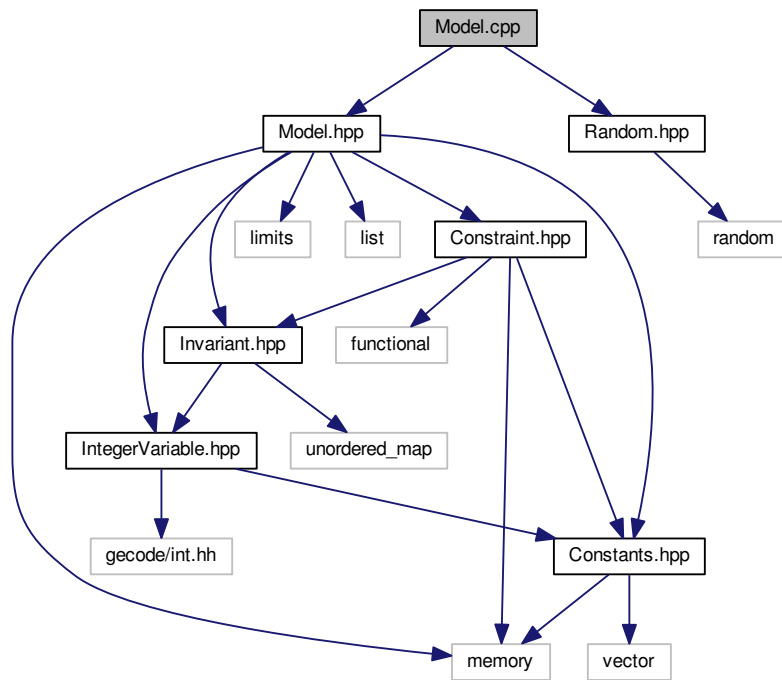 Model.cpp
Model.hpp
Random.hpp
limits
list
Constraint.hpp
random
Invariant.hpp
functional
IntegerVariable.hpp
unordered_map
gecode/int.hh
Constants.hpp
memory
vector